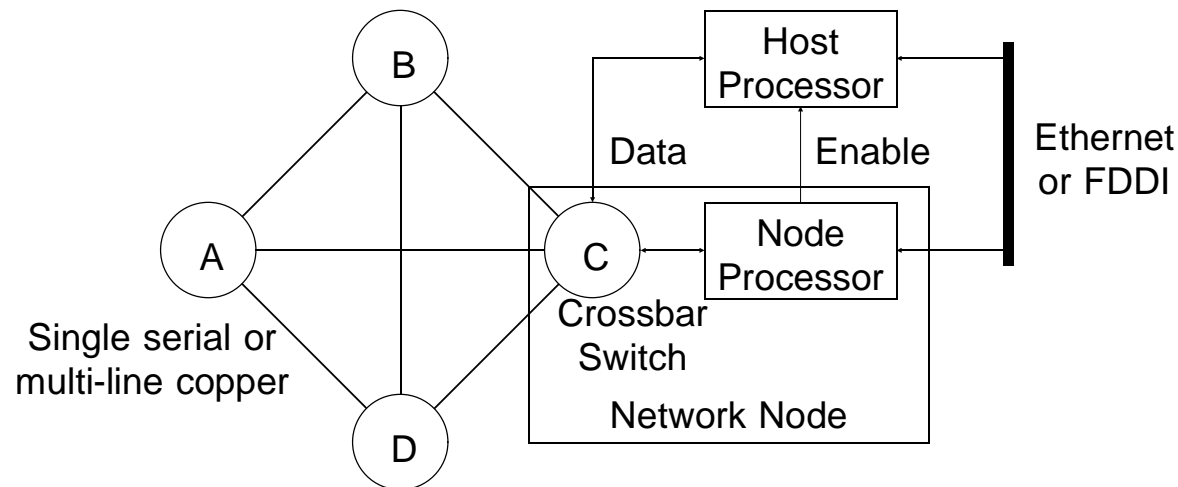 B
Host
Processor
Data
Enable
Ethernet
or FDDI
A
C
Node
Processor
Crossbar
Switch
Single serial or
multi-line copper
Network Node
D